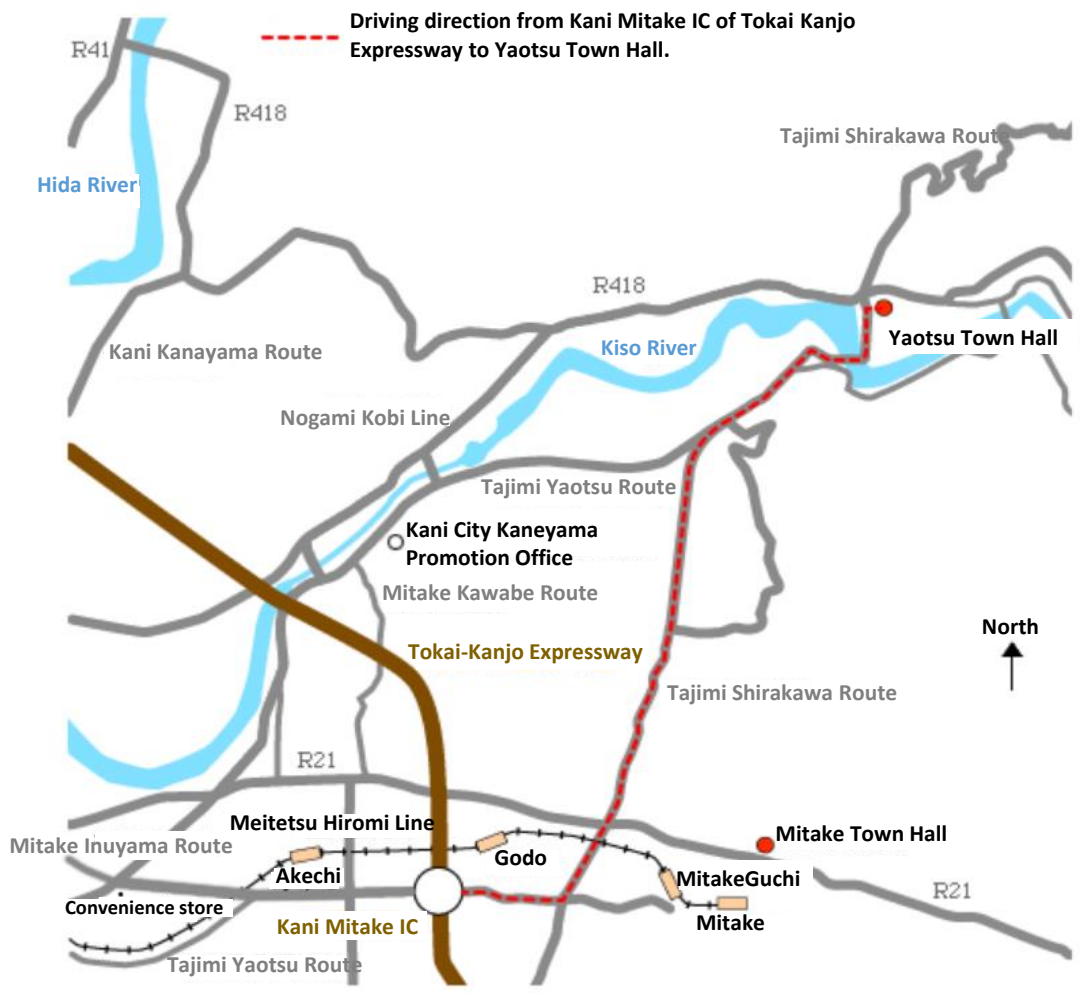 Driving direction from Kani Mitake IC of Tokai Kanjo
Expressway to Yaotsu Town Hall.
R41
R418
Tajimi Shirakawa Route
Hida River
R418
Kani Kanayama Route
Kiso River
Yaotsu Town Hall
Nogami Kobi Line
Tajimi Yaotsu Route
Kani City Kaneyama
Promotion Office
Mitake Kawabe Route
North
Tokai-Kanjo Expressway
Tajimi Shirakawa Route
R21
Meitetsu Hiromi Line
Mitake Town Hall
Mitake Inuyama Route
Godo
Akechi
MitakeGuchi
R21
Convenience store
Kani Mitake IC
Mitake
Tajimi Yaotsu Route